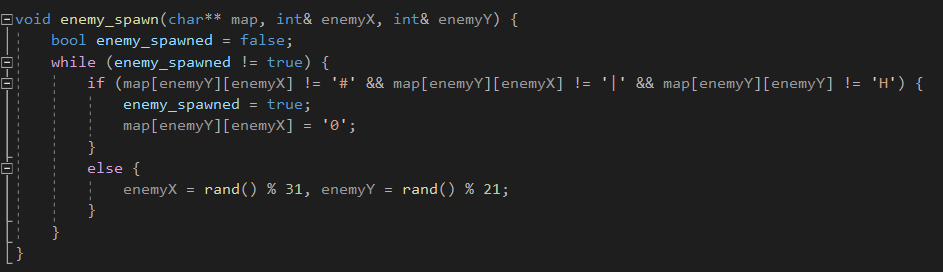 void enemy_spawn(char** map, int& enemyX, int& enemyY) {
    bool enemy_spawned = false;
    while (enemy_spawned != true) {
        if (map[enemyY][enemyX] != '#' && map[enemyY][enemyX] != '|' && map[enemyY][enemyY] != 'H') {
            enemy_spawned = true;
            map[enemyY][enemyX] = '0';
        }
        else {
            enemyX = rand() % 31, enemyY = rand() % 21;
        }
    }
}